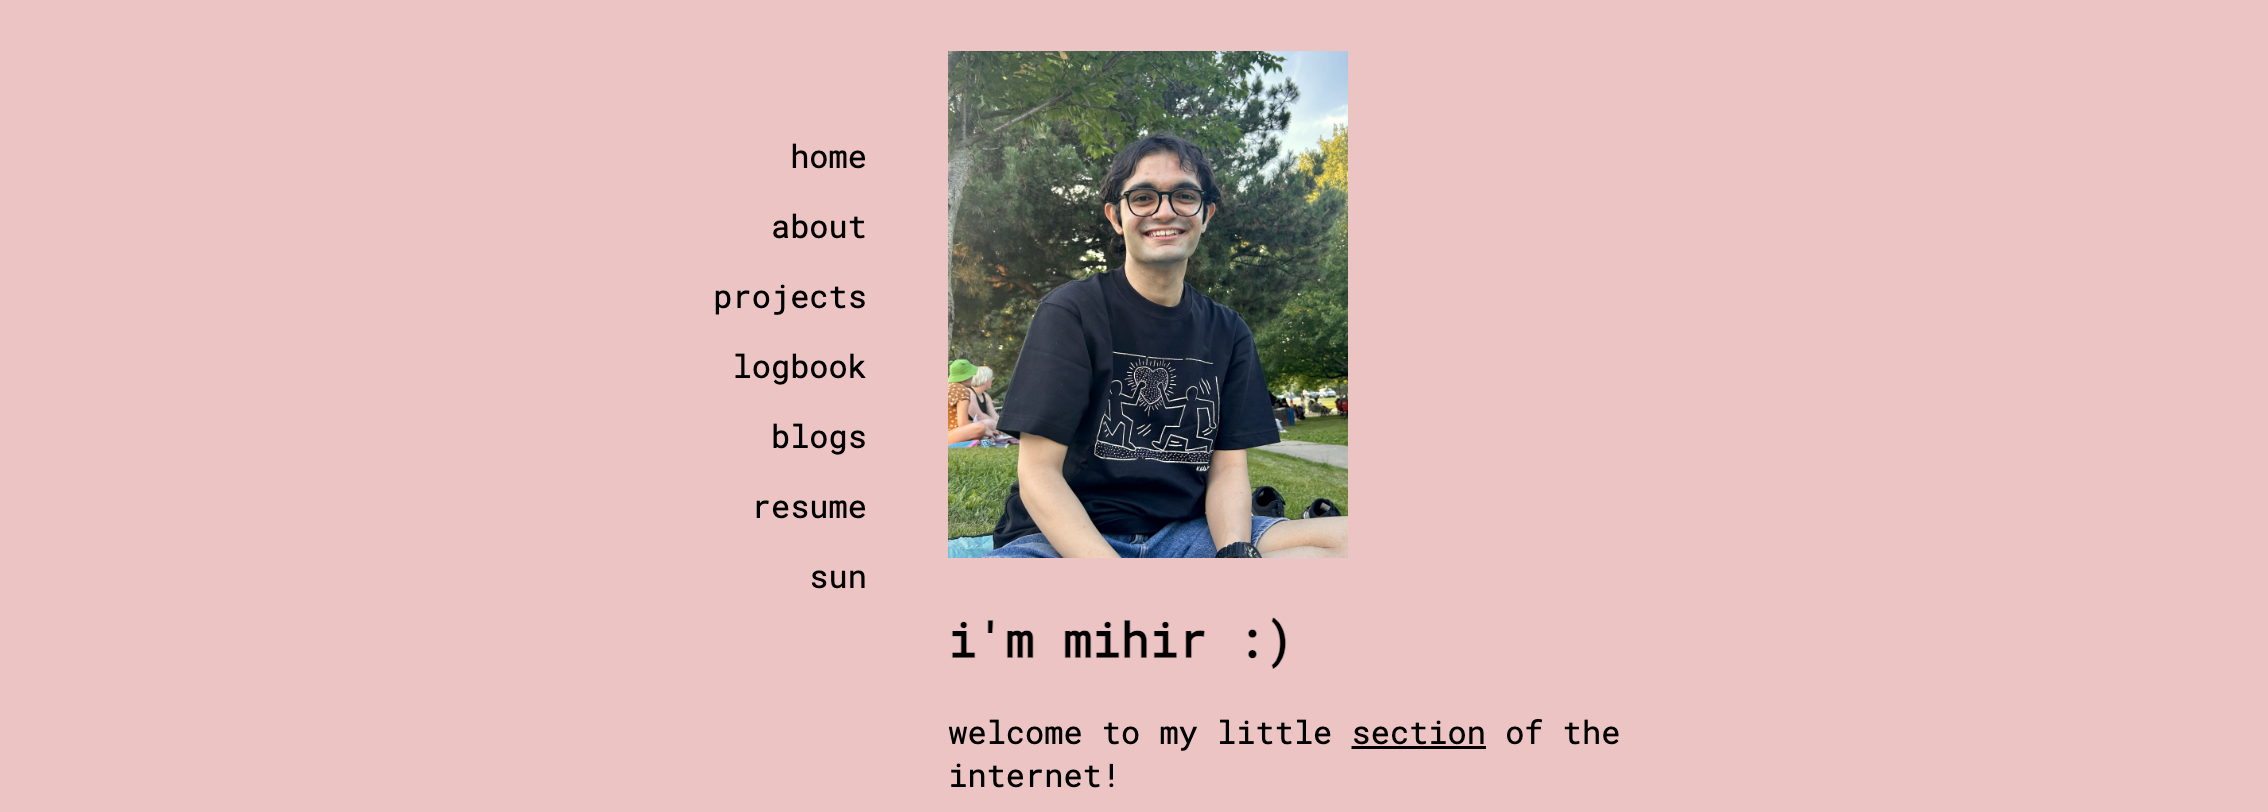 home
about
projects
logbook
blogs
resume
sun
i'm mihir :)
welcome to my little section of the
internet!